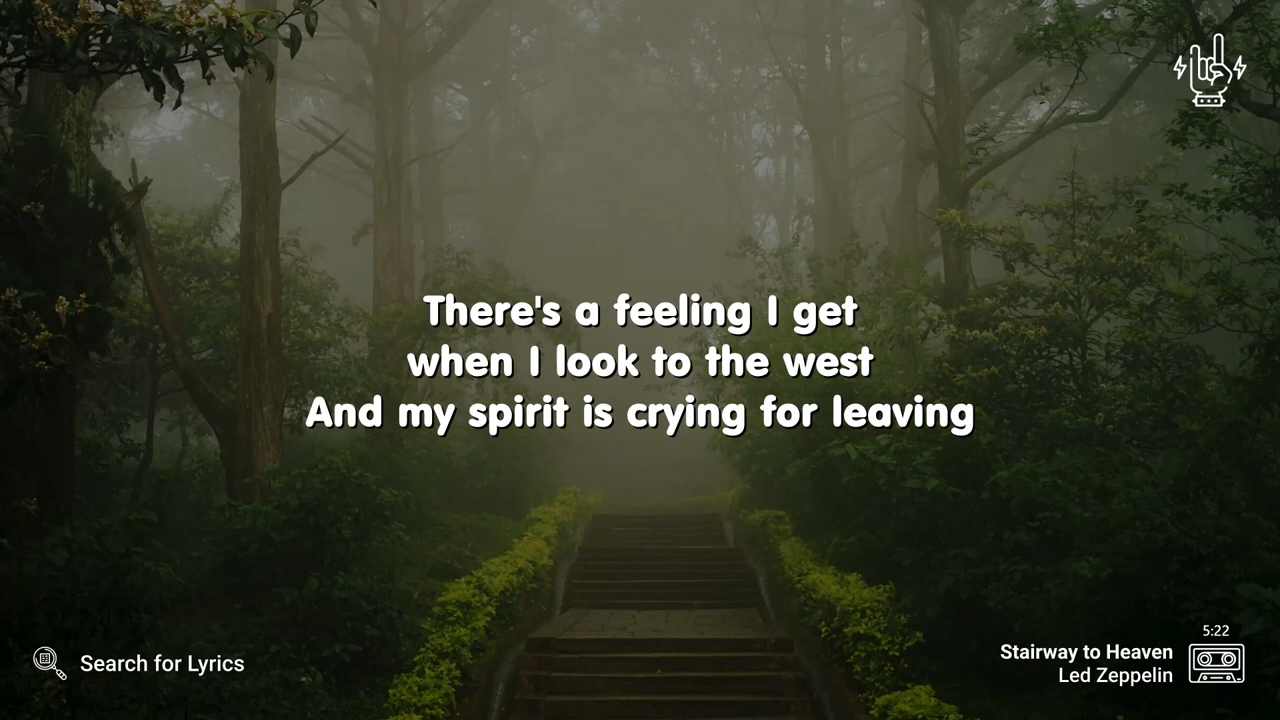 There's a feeling I get
when I look to the west
And my spirit is crying for leaving
5:22
Search for Lyrics
Stairway to Heaven
Led Zeppelin